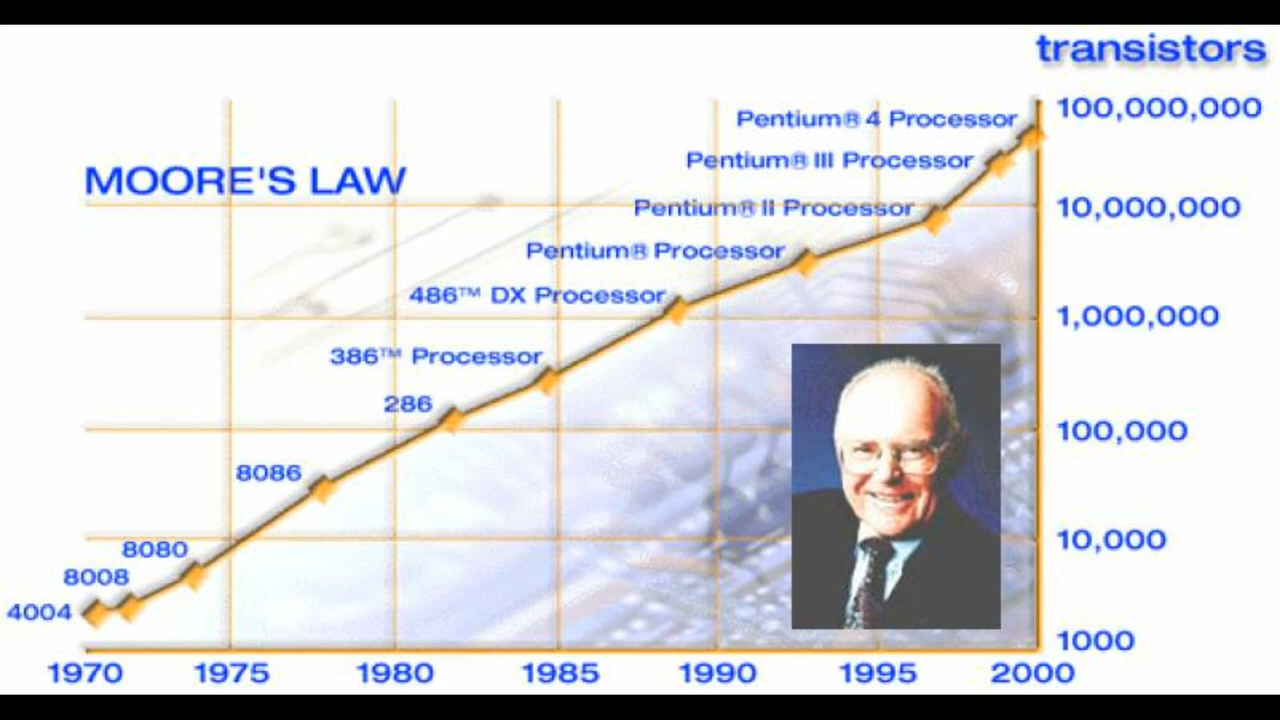 transistors
100,000,000
Pentium® 4 Processor
Pentium® III Processor
MOORE'S LAW
Pentium® II Processor
10,000,000
Pentium® Processor
486™ DX Processor
1,000,000
386™ Processor
286
100,000
8086
10,000
8080
8008
4004
1000
1970 1975 1980 1985 1990 1995 2000